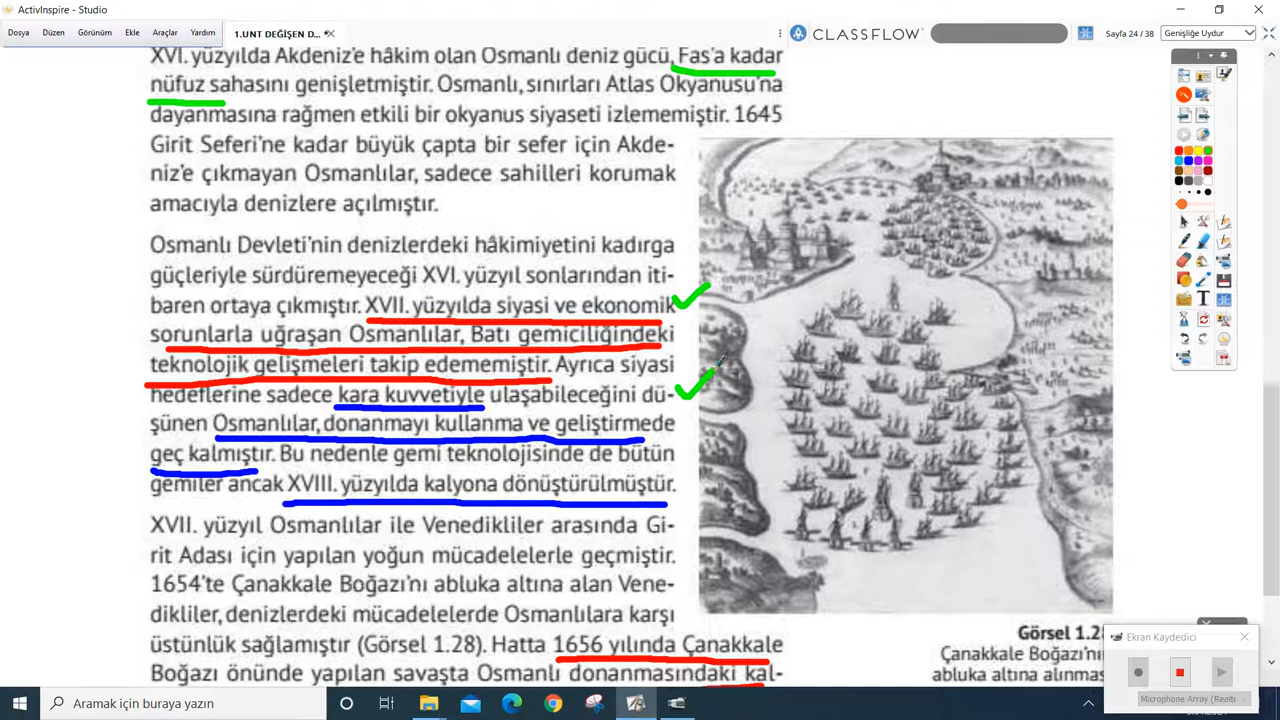 ActivInspire - Studio
Dosya Düzen Görünüm Ekle Araçlar Yardım
1.UNT DEĞİŞEN D...
CLASSFLOW
Sayfa 24 / 38
Genişliğe Uydur
XVI. yüzyılda Akdeniz'e hâkim olan Osmanlı deniz gücü, Fas'a kadar
nüfuz sahasını genişletmiştir. Osmanlı, sınırları Atlas Okyanusu'na
dayanmasına rağmen etkili bir okyanus siyaseti izlememiştir. 1645
Girit Seferi'ne kadar büyük çapta bir sefer için Akde-
niz'e çıkmayan Osmanlılar, sadece sahilleri korumak
amacıyla denizlere açılmıştır.
Osmanlı Devleti'nin denizlerdeki hâkimiyetini kadırga
güçleriyle sürdüremeyeceği XVI. yüzyıl sonlarından iti-
baren ortaya çıkmıştır. XVII. yüzyılda siyasi ve ekonomik
sorunlarla uğraşan Osmanlılar, Batı gemiciliğindeki
teknolojik gelişmeleri takip edememiştir. Ayrıca siyasi
hedeflerine sadece kara kuvvetiyle ulaşabileceğini dü-
şünen Osmanlılar, donanmayı kullanma ve geliştirmede
geç kalmıştır. Bu nedenle gemi teknolojisinde de bütün
gemiler ancak XVIII. yüzyılda kalyona dönüştürülmüştür.
XVII. yüzyıl Osmanlılar ile Venedikliler arasında Gi-
rit Adası için yapılan yoğun mücadelelerle geçmiştir.
1654'te Çanakkale Boğazı'nı abluka altına alan Vene-
dikliler, denizlerdeki mücadelelerde Osmanlılara karşı
üstünlük sağlamıştır (Görsel 1.28). Hatta 1656 yılında Çanakkale
Boğazı önünde yapılan savaşta Osmanlı donanmasındaki kal-
Görsel 1.28
Çanakkale Boğazı'nı
abluka altına alınmas
Ekran Kaydedici
Microphone Array (Realte
Aramak için buraya yazın